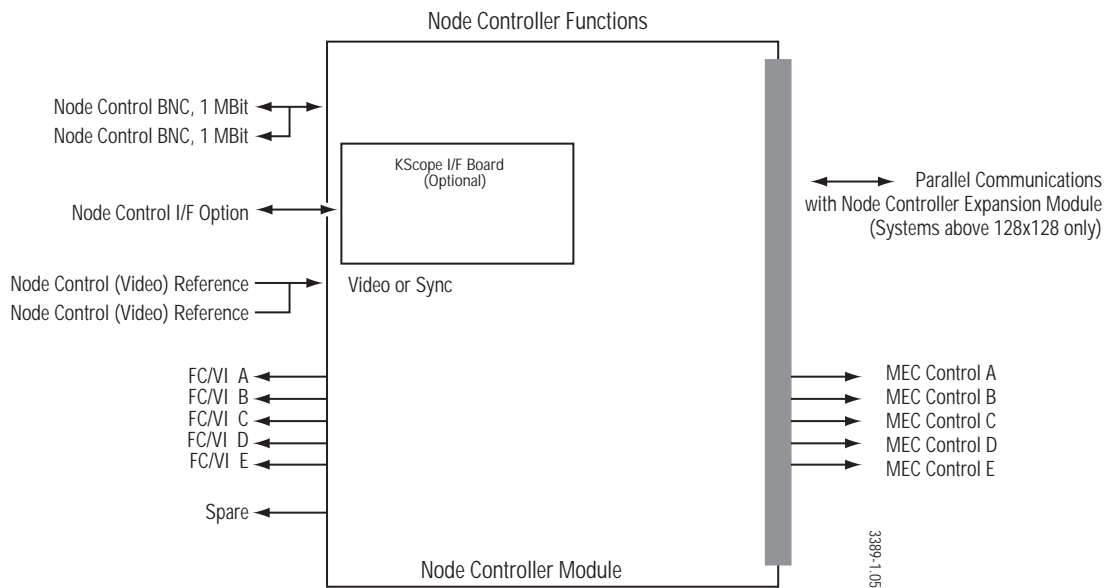 Node Controller Functions
Node Control BNC, 1 MBit
Node Control BNC, 1 MBit
KScope I/F Board
(Optional)
Node Control I/F Option
Parallel Communications
with Node Controller Expansion Module
(Systems above 128x128 only)
Node Control (Video) Reference
Node Control (Video) Reference
Video or Sync
FC/VI A
FC/VI B
FC/VI C
FC/VI D
FC/VI E
Spare
MEC Control A
MEC Control B
MEC Control C
MEC Control D
MEC Control E
Node Controller Module
3389-1.05